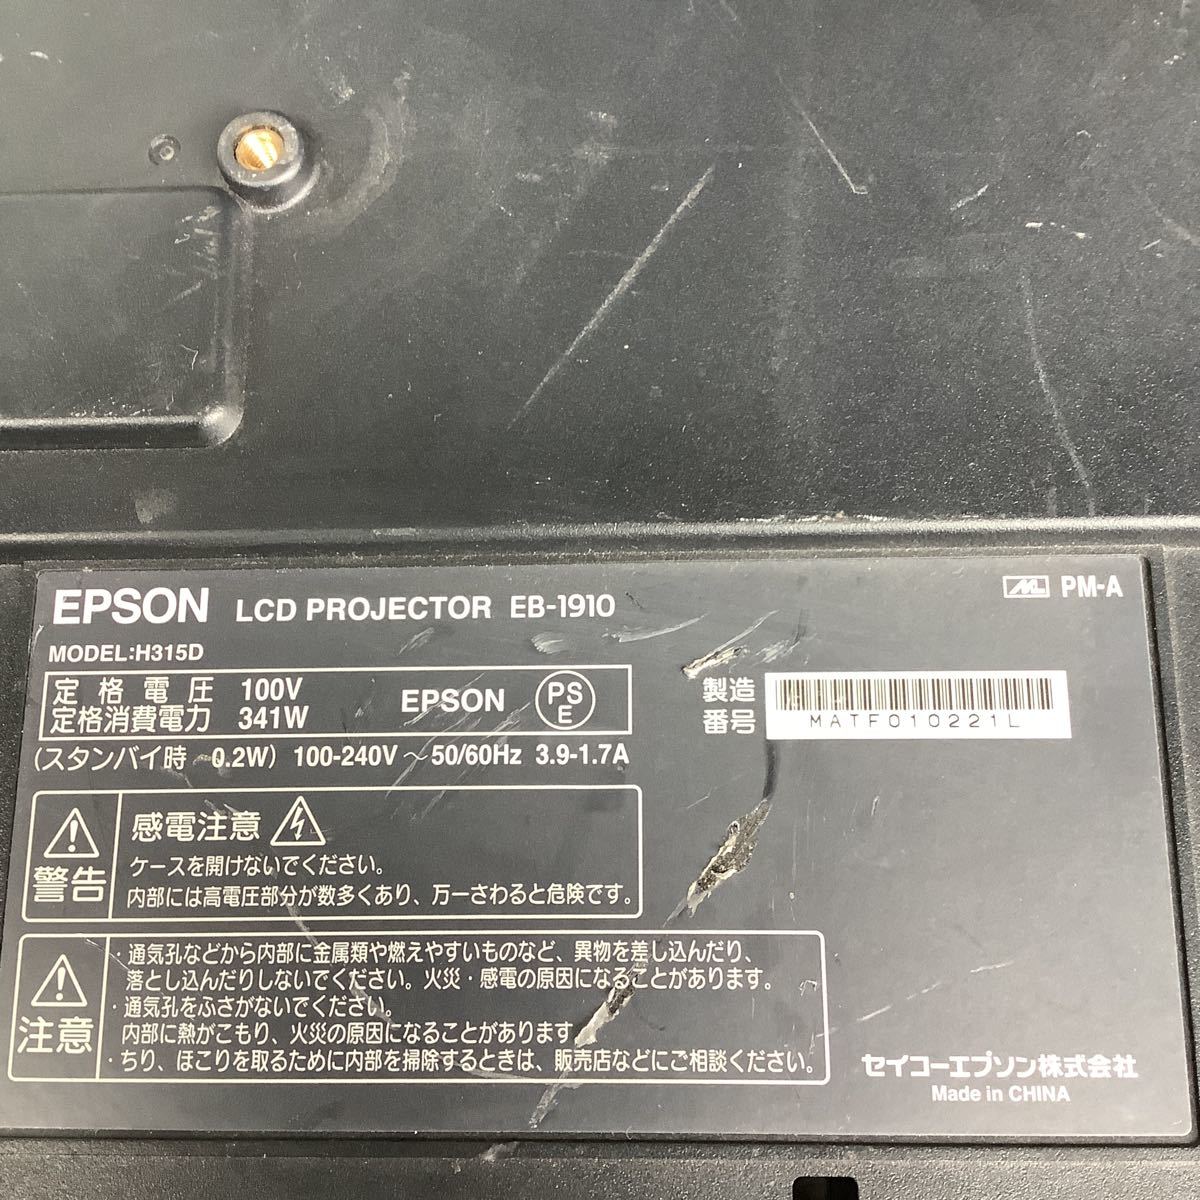 EPSON LCD PROJECTOR EB-1910
PM-A
MODEL:H315D
定格電圧 100V
定格消費電力 341W
EPSON
PS
E
(スタンバイ時 0.2W) 100-240V～50/60Hz 3.9-1.7A
製造
番号
MATF010221L
警告
感電注意
ケースを開けないでください。
内部には高電圧部分が数多くあり、万一さわると危険です。
注意
・通気孔などから内部に金属類や燃えやすいものなど、異物を差し込んだり、
落とし込んだりしないでください。火災・感電の原因になることがあります。
・通気孔をふさがないでください。
内部に熱がこもり、火災の原因になることがあります。
・ちり、ほこりを取るために内部を掃除するときは、販売店などにご相談ください。
セイコーエプソン株式会社
Made in CHINA